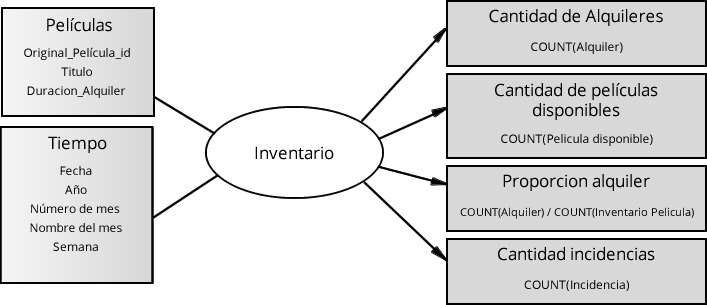 Películas
Original_Película_id
Titulo
Duracion_Alquiler
Tiempo
Fecha
Año
Número de mes
Nombre del mes
Semana
Inventario
Cantidad de Alquileres
COUNT(Alquiler)
Cantidad de películas
disponibles
COUNT(Pelicula disponible)
Proporcion alquiler
COUNT(Alquiler) / COUNT(Inventario Pelicula)
Cantidad incidencias
COUNT(Incidencia)